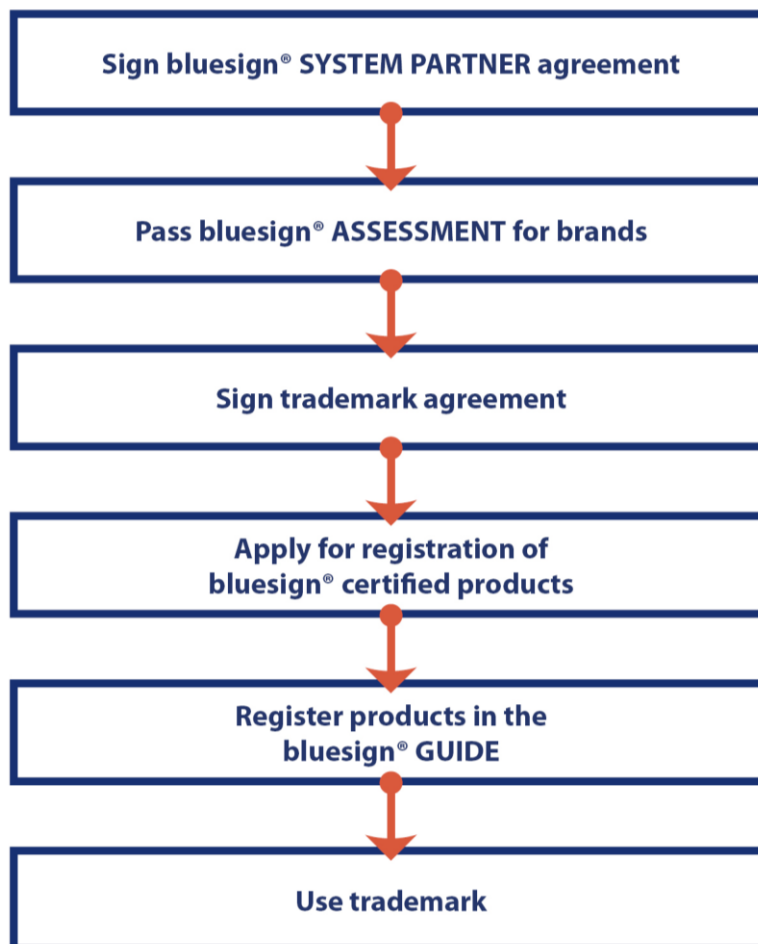 Sign bluesign® SYSTEM PARTNER agreement
Pass bluesign® ASSESSMENT for brands
Sign trademark agreement
Apply for registration of
bluesign® certified products
Register products in the
bluesign® GUIDE
Use trademark